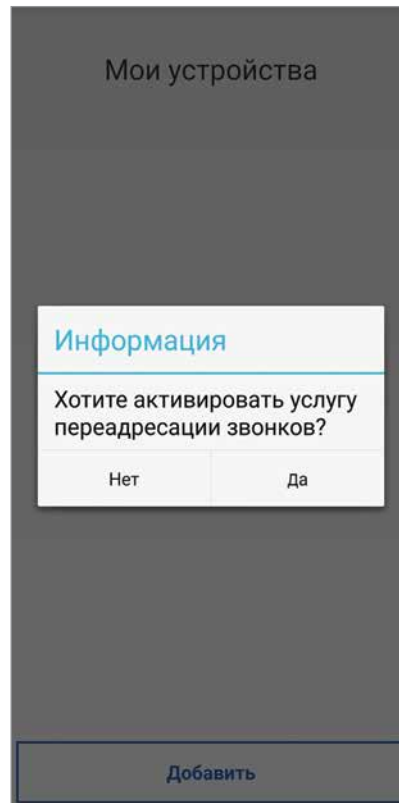 Мои устройства
Информация
Хотите активировать услугу
переадресации звонков?
Нет
Да
Добавить